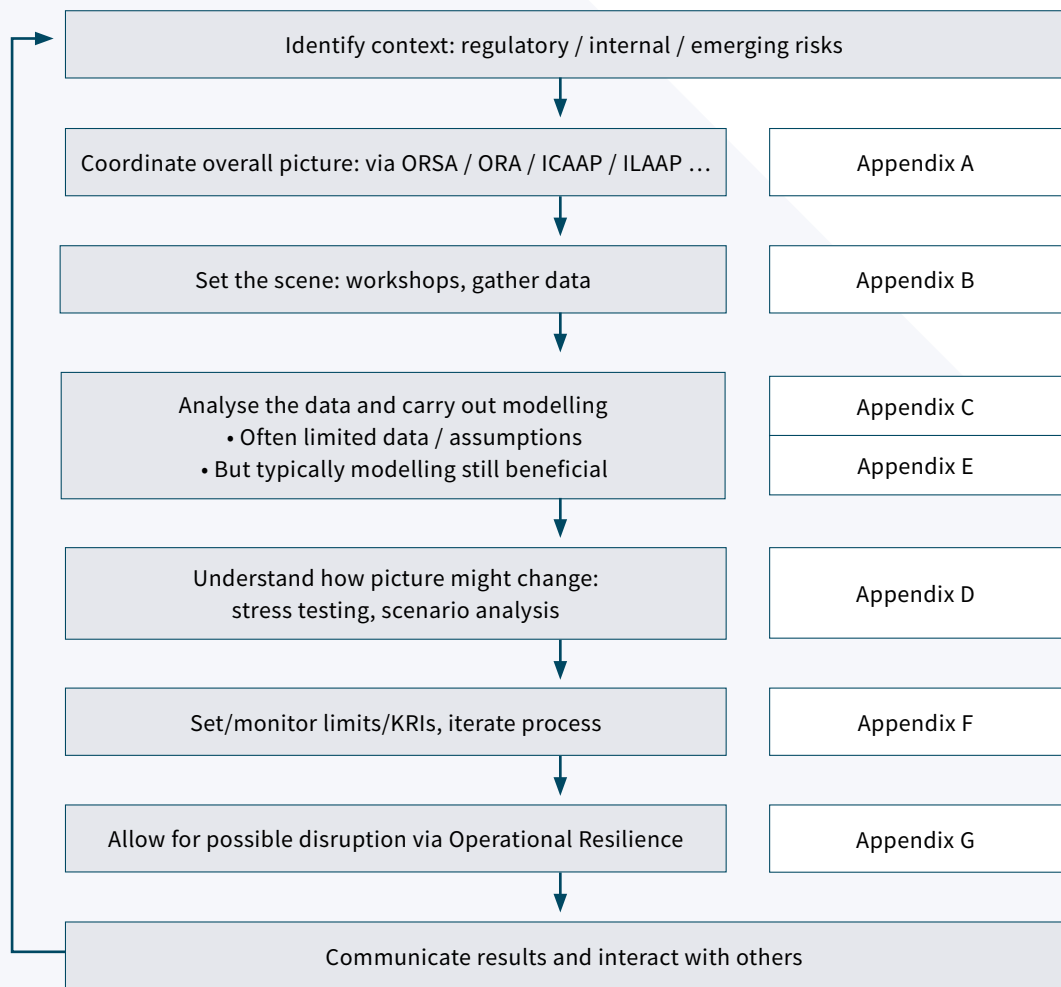 Identify context: regulatory / internal / emerging risks
Coordinate overall picture: via ORSA / ORA / ICAAP / ILAAP …
Appendix A
Set the scene: workshops, gather data
Appendix B
Analyse the data and carry out modelling
• Often limited data / assumptions
• But typically modelling still beneficial
Appendix C
Appendix E
Understand how picture might change:
stress testing, scenario analysis
Appendix D
Set/monitor limits/KRIs, iterate process
Appendix F
Allow for possible disruption via Operational Resilience
Appendix G
Communicate results and interact with others